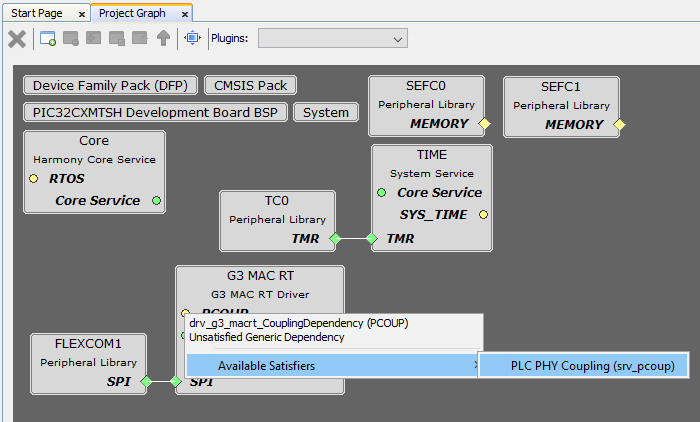 Start Page
Project Graph
Plugins:
Device Family Pack (DFP)
CMSIS Pack
PIC32CXMTSH Development Board BSP
System
SEFC0
Peripheral Library
MEMORY
SEFC1
Peripheral Library
MEMORY
Core
Harmony Core Service
RTOS
Core Service
TIME
System Service
Core Service
SYS_TIME
TMR
TC0
Peripheral Library
TMR
G3 MAC RT
G3 MAC RT Driver
PCOUP
drv_g3_macrt_CouplingDependency (PCOUP)
Unsatisfied Generic Dependency
Available Satisfiers
PLC PHY Coupling (srv_pcoup)
FLEXCOM1
Peripheral Library
SPI
SPI